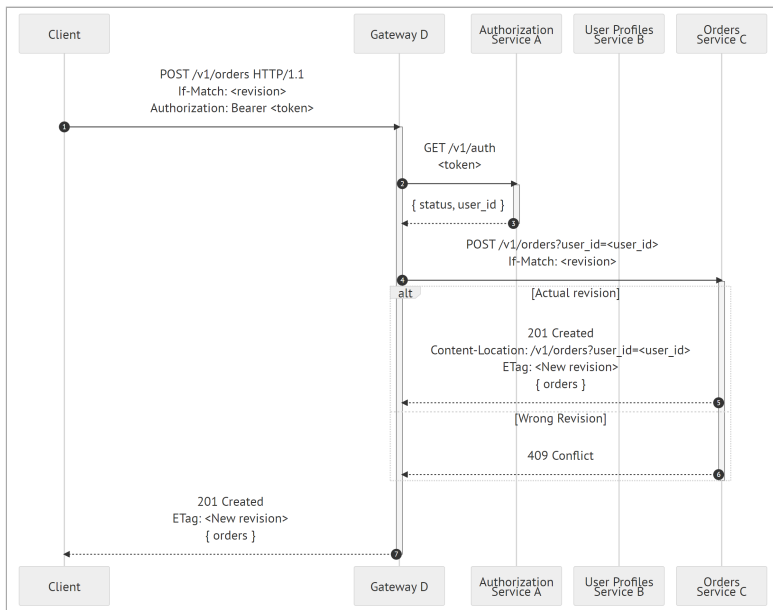 Client
Gateway D
Authorization
Service A
User Profiles
Service B
Orders
Service C
POST /v1/orders HTTP/1.1
If-Match: <revision>
Authorization: Bearer <token>
1
GET /v1/auth
<token>
2
{ status, user_id }
3
POST /v1/orders?user_id=<user_id>
If-Match: <revision>
4
alt
[Actual revision]
201 Created
Content-Location: /v1/orders?user_id=<user_id>
ETag: <New revision>
{ orders }
5
[Wrong Revision]
409 Conflict
6
201 Created
ETag: <New revision>
{ orders }
7
Client
Gateway D
Authorization
Service A
User Profiles
Service B
Orders
Service C